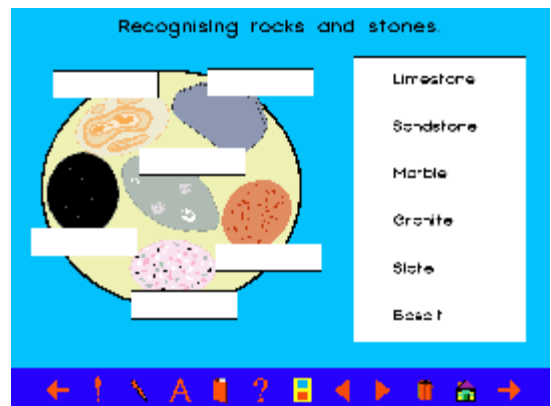 Recognising rocks and stones.
Limestone
Sandstone
Marble
Granite
Slate
Basalt
A
?